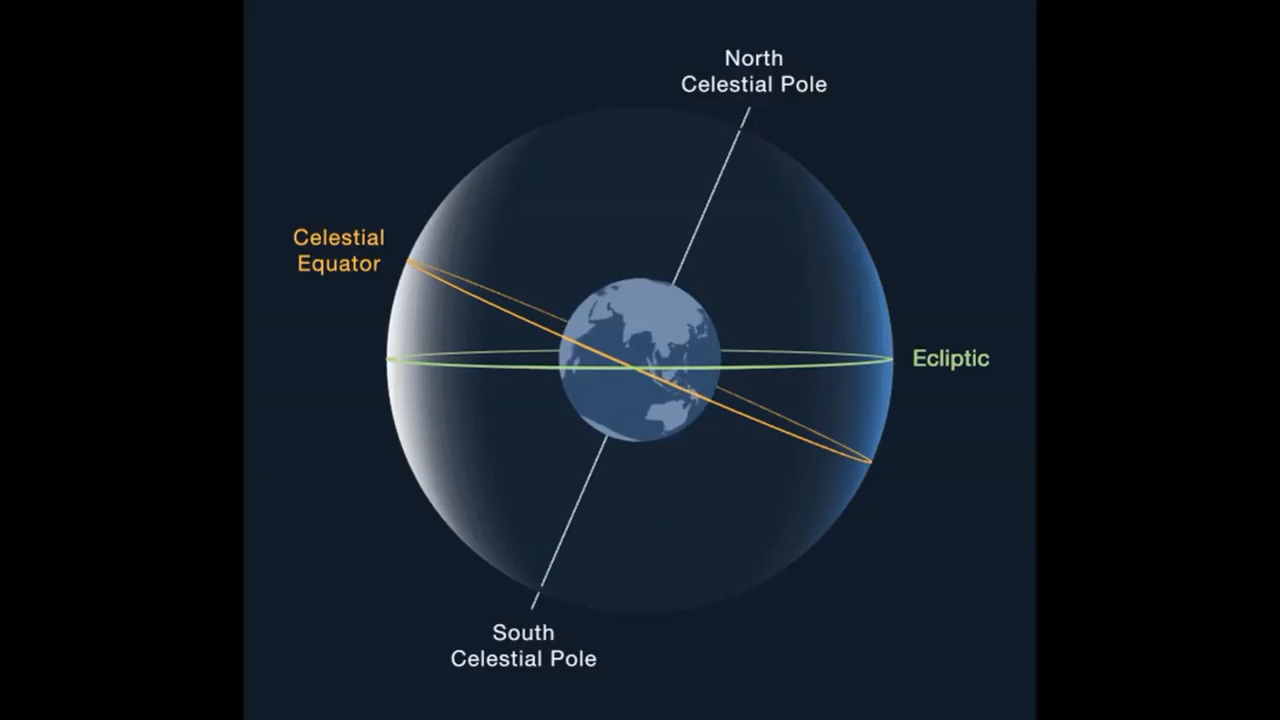 North
Celestial Pole
Celestial
Equator
Ecliptic
South
Celestial Pole